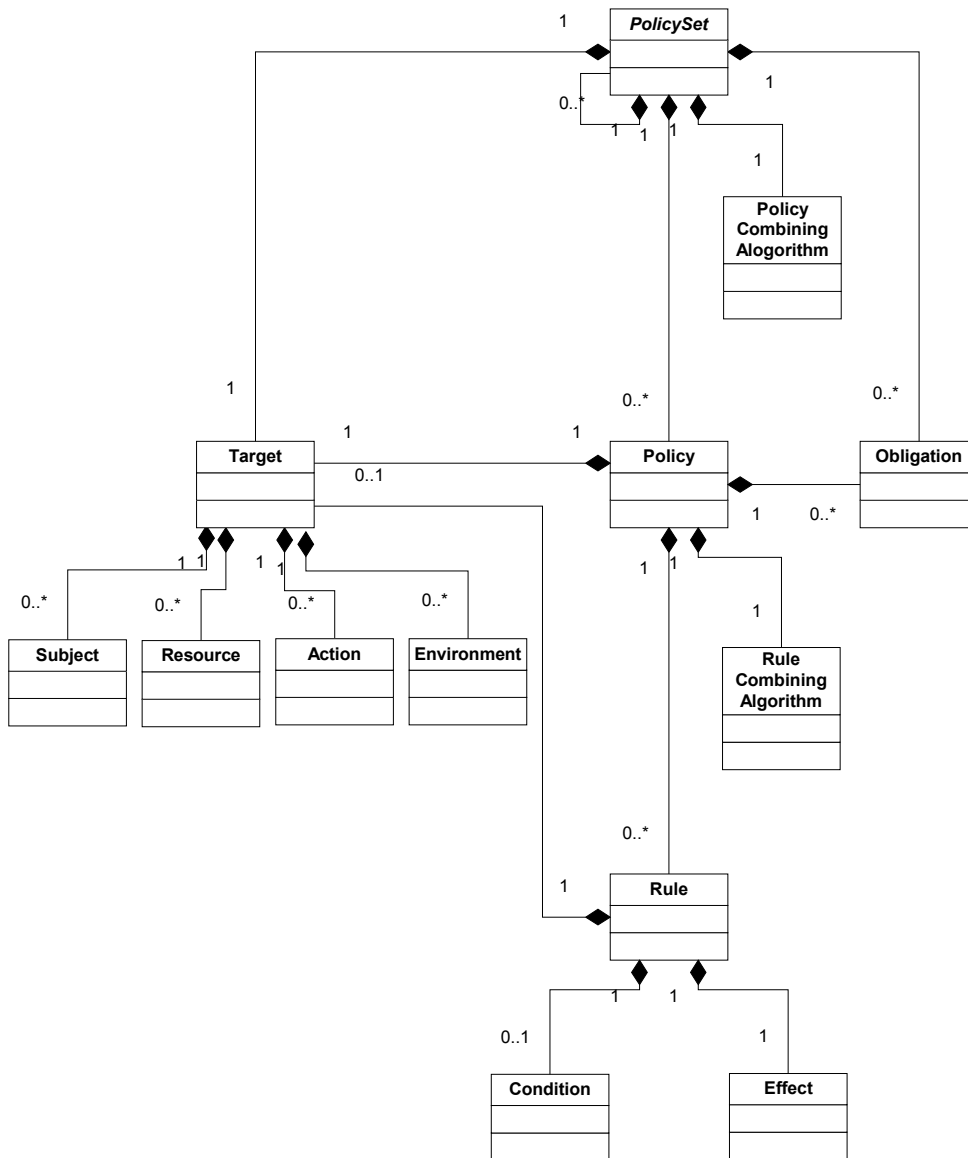 1
PolicySet
1
0..*
1
1
1
1
Policy
Combining
Alogorithm
1
0..*
0..*
1
1
Target
Policy
Obligation
0..1
1
0..*
1
1
1
1
1
1
0..*
0..*
0..*
0..*
1
Subject
Resource
Action
Environment
Rule
Combining
Algorithm
0..*
1
Rule
1
1
0..1
1
Condition
Effect